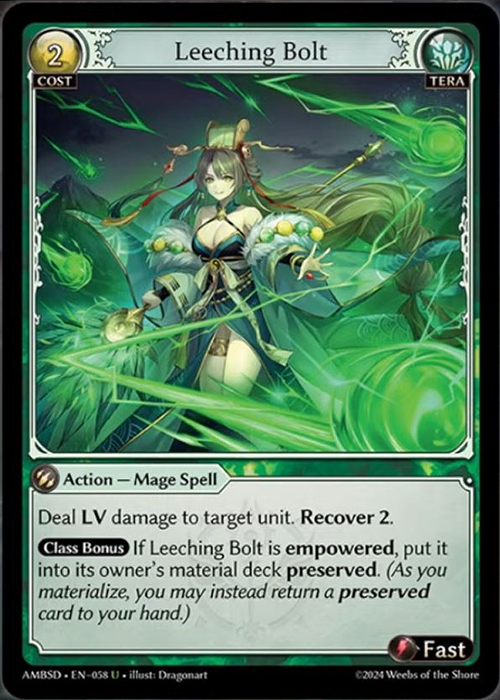 2
Leeching Bolt
COST
TERA
Action — Mage Spell
Deal LV damage to target unit. Recover 2.
Class Bonus If Leeching Bolt is empowered, put it
into its owner's material deck preserved. (As you
materialize, you may instead return a preserved
card to your hand.)
Fast
AMBSD • EN-058 U • illust: Dragonart
©2024 Weebs of the Shore